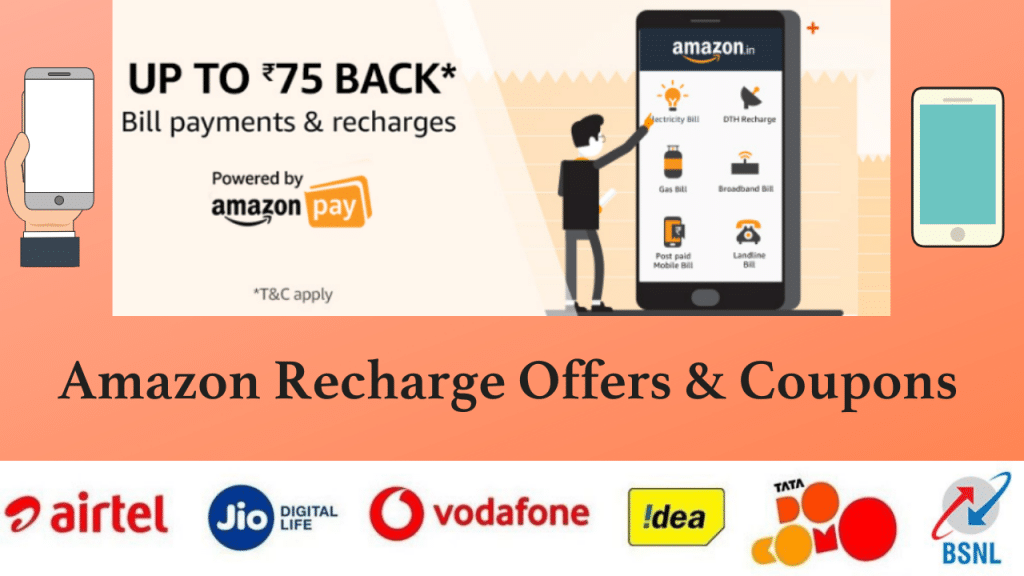 UP TO ₹75 BACK*
Bill payments & recharges
Powered by
amazon pay
*T&C apply
amazon.in
lectricity Bill
DTH Recharge
Gas Bill
Broadband Bill
Post paid
Mobile Bill
Landline
Bill
Amazon Recharge Offers & Coupons
airtel
Jio DIGITAL
LIFE
vodafone
!dea
TATA
DOCOMO
BSNL